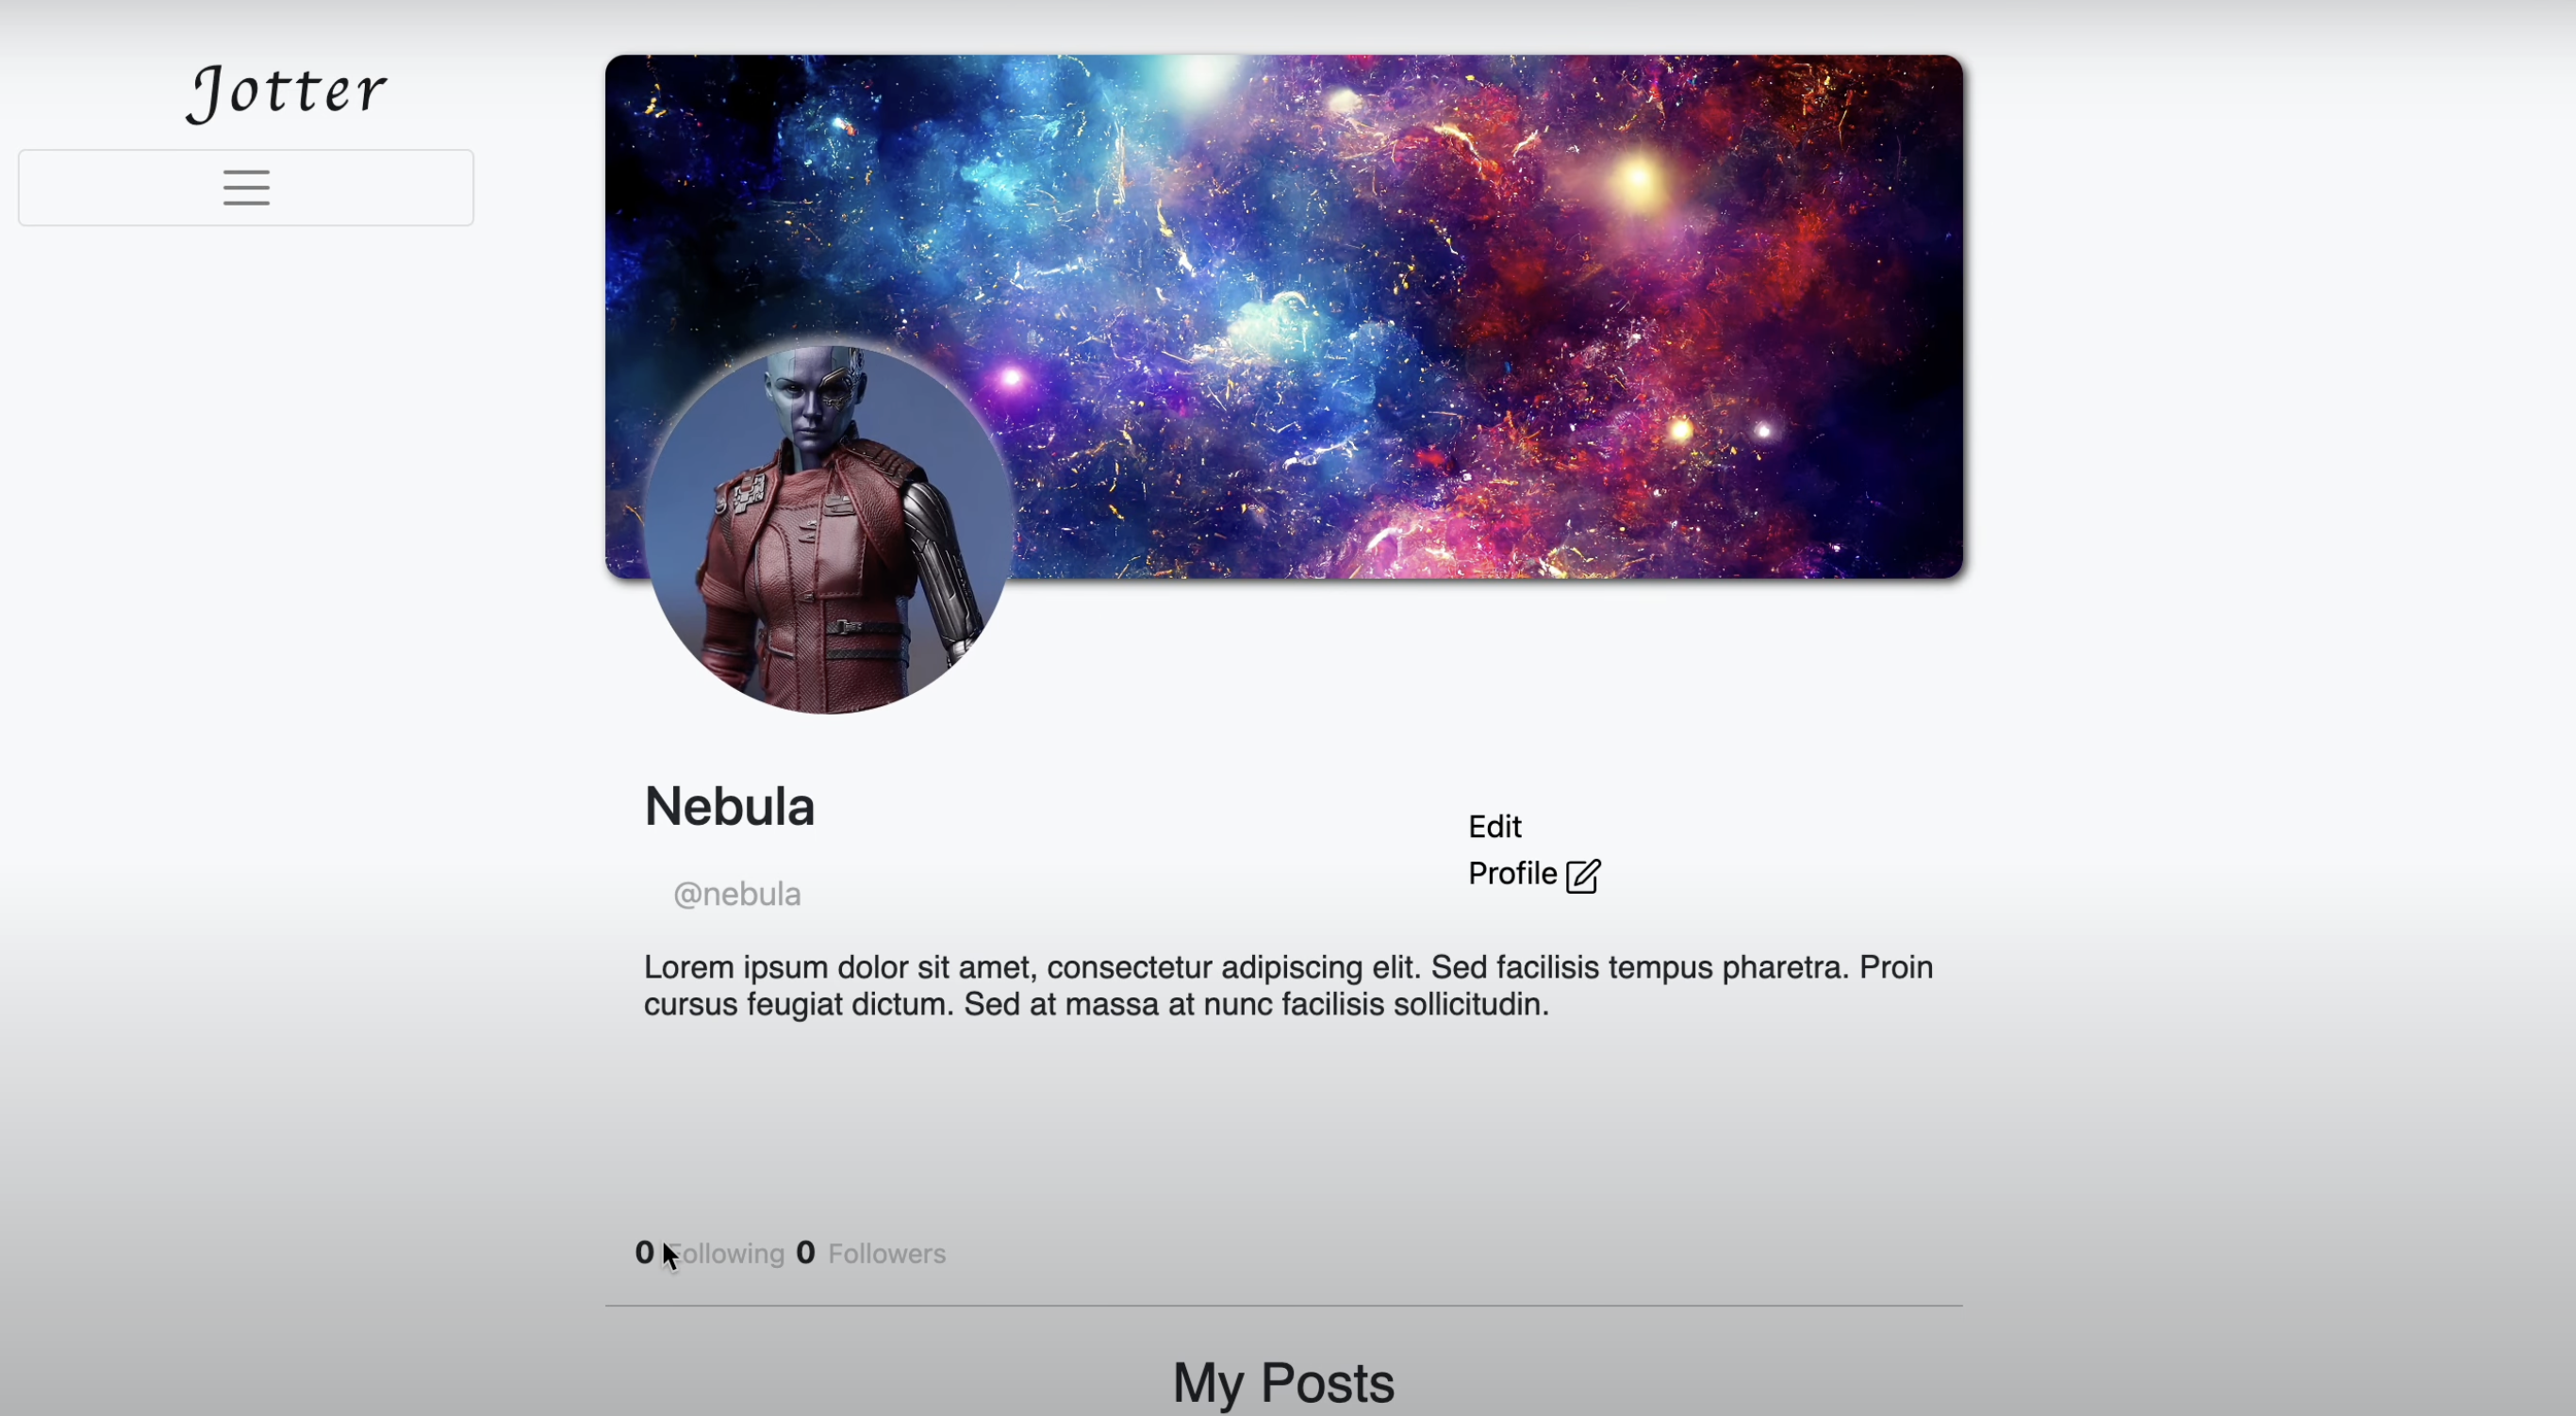 Jotter
Nebula
Edit
Profile
@nebula
Lorem ipsum dolor sit amet, consectetur adipiscing elit. Sed facilisis tempus pharetra. Proin
cursus feugiat dictum. Sed at massa at nunc facilisis sollicitudin.
0 Following 0 Followers
My Posts